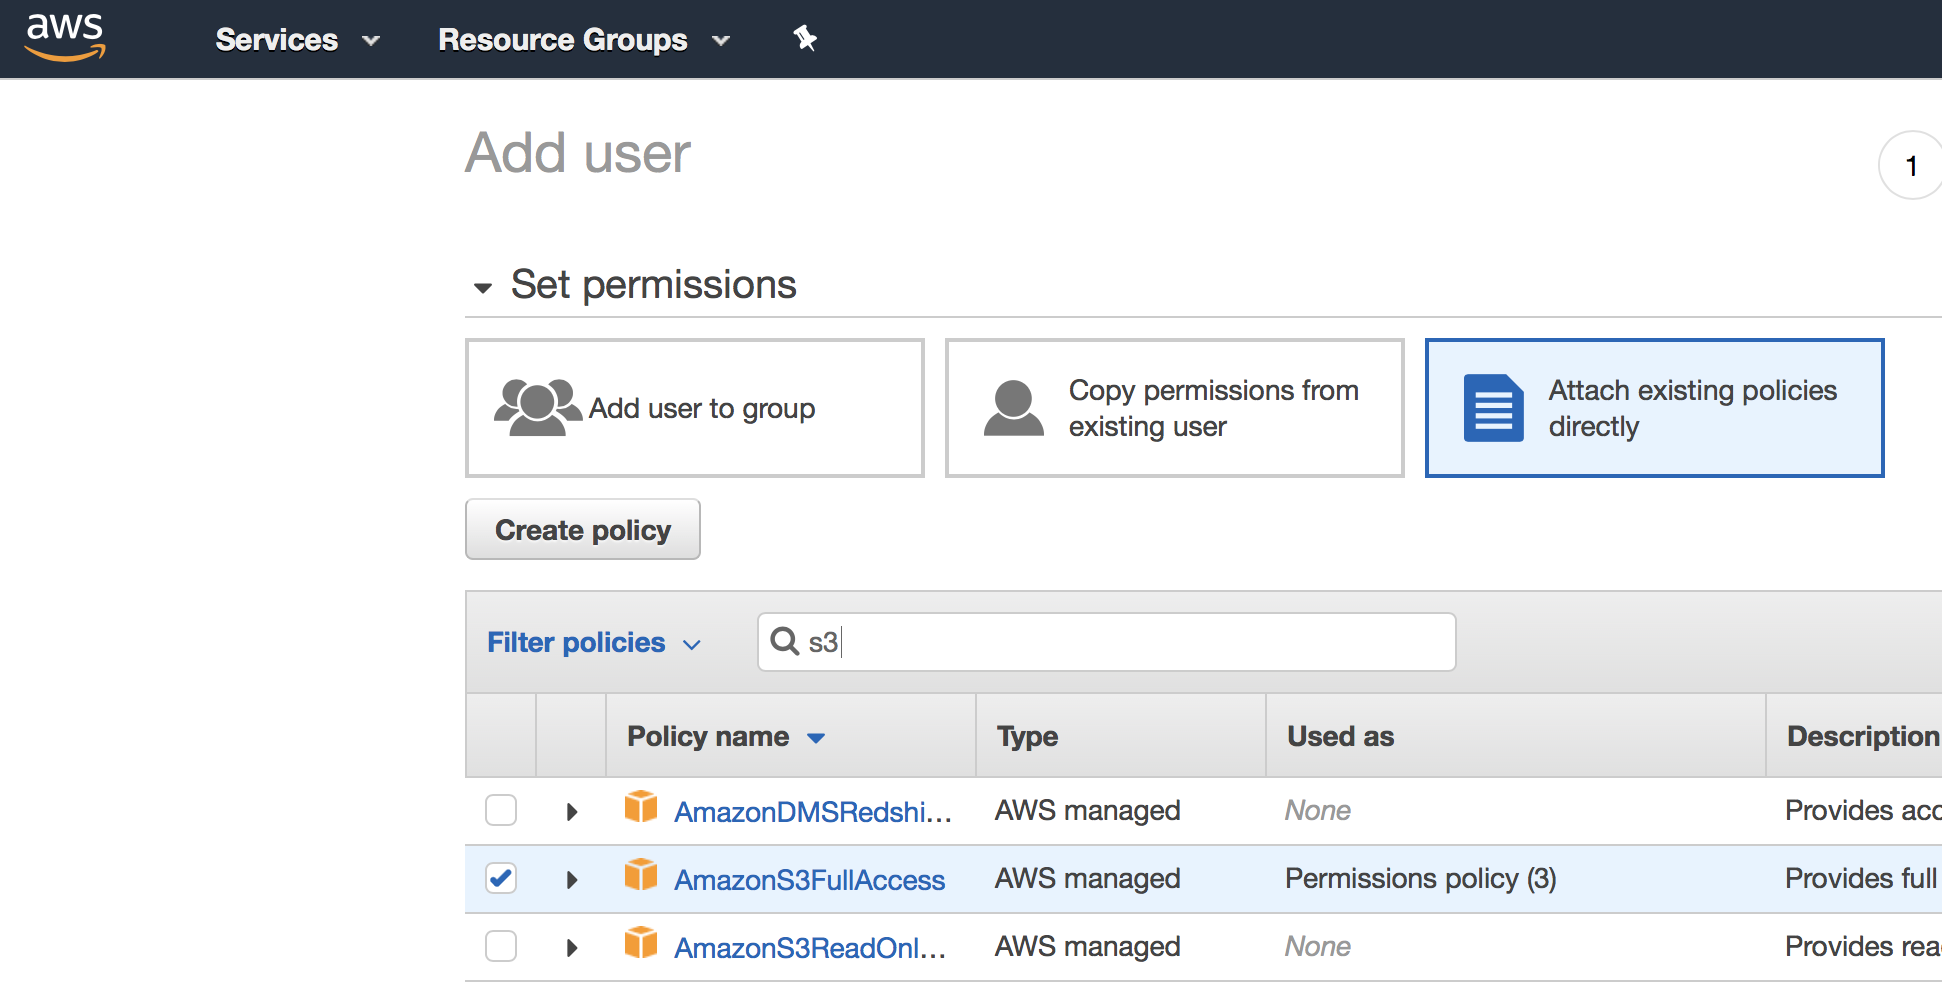 aws Services Resource Groups
Add user
1
Set permissions
Add user to group
Copy permissions from
existing user
Attach existing policies
directly
Create policy
Filter policies s3
Policy name Type Used as Description
AmazonDMSRedshi... AWS managed None Provides acc
AmazonS3FullAccess AWS managed Permissions policy (3) Provides full
AmazonS3ReadOnl... AWS managed None Provides rea